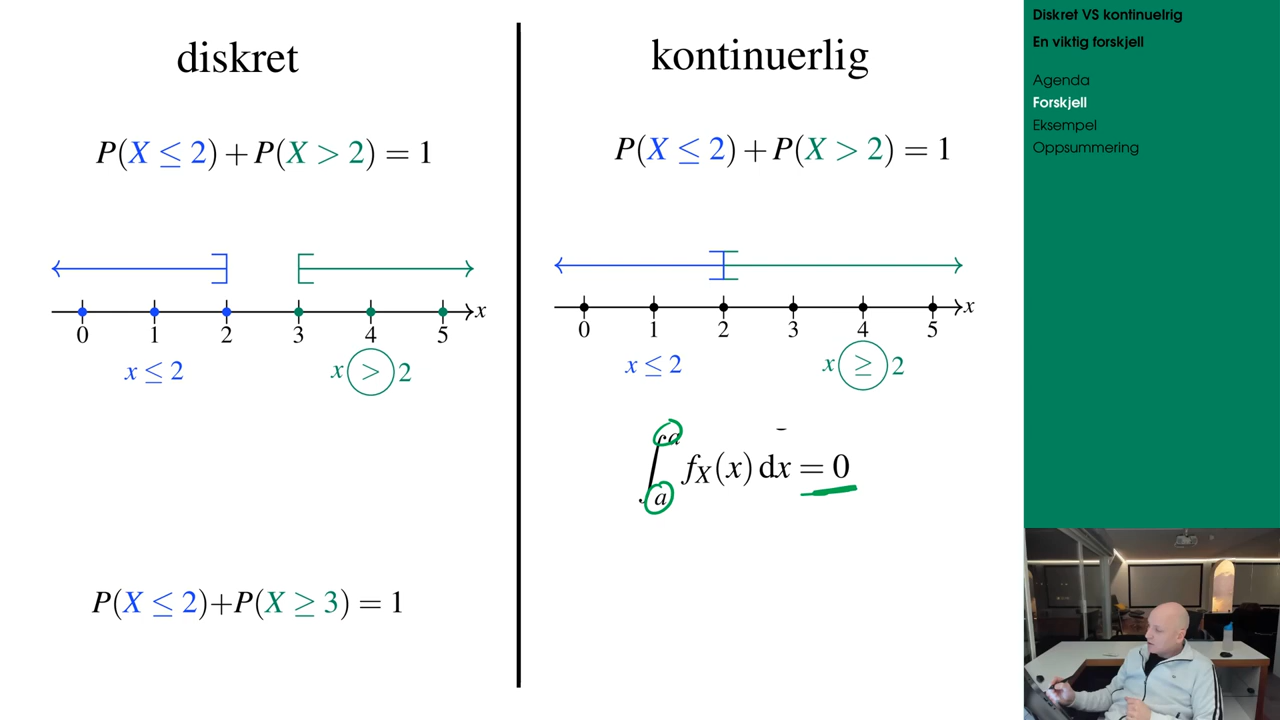 diskret
P(X ≤ 2) + P(X > 2) = 1
0 1 2 3 4 5 x
x ≤ 2 x > 2
P(X ≤ 2)+P(X ≥ 3) = 1
kontinuerlig
P(X ≤ 2) + P(X > 2) = 1
0 1 2 3 4 5 x
x ≤ 2 x ≥ 2
∫ₐᵃ f_X(x) dx = 0
Diskret VS kontinuelrig
En viktig forskjell
Agenda
Forskjell
Eksempel
Oppsummering